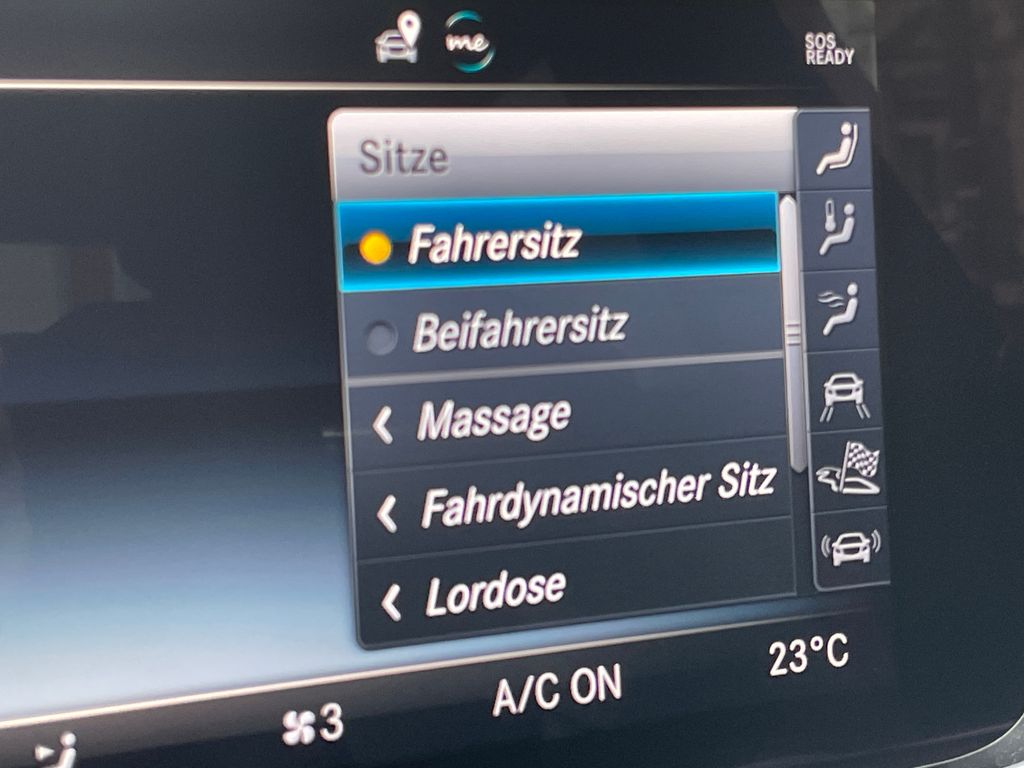 me
SOS
READY
Sitze
Fahrersitz
Beifahrersitz
Massage
Fahrdynamischer Sitz
Lordose
3
A/C ON
23°C